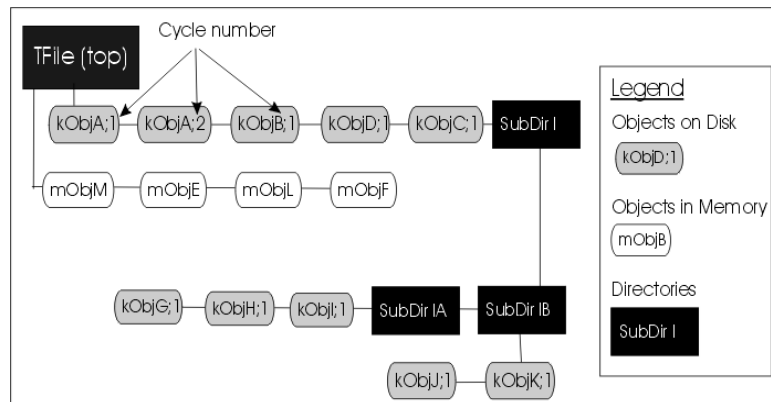 Cycle number
TFile (top)
kObjA;1
kObjA;2
kObjB;1
kObjD;1
kObjC;1
SubDir I
mObjM
mObjE
mObjL
mObjF
kObjG;1
kObjH;1
kObjI;1
SubDir IA
SubDir IB
kObjJ;1
kObjK;1
Legend
Objects on Disk
kObjD;1
Objects in Memory
mObjB
Directories
SubDir I